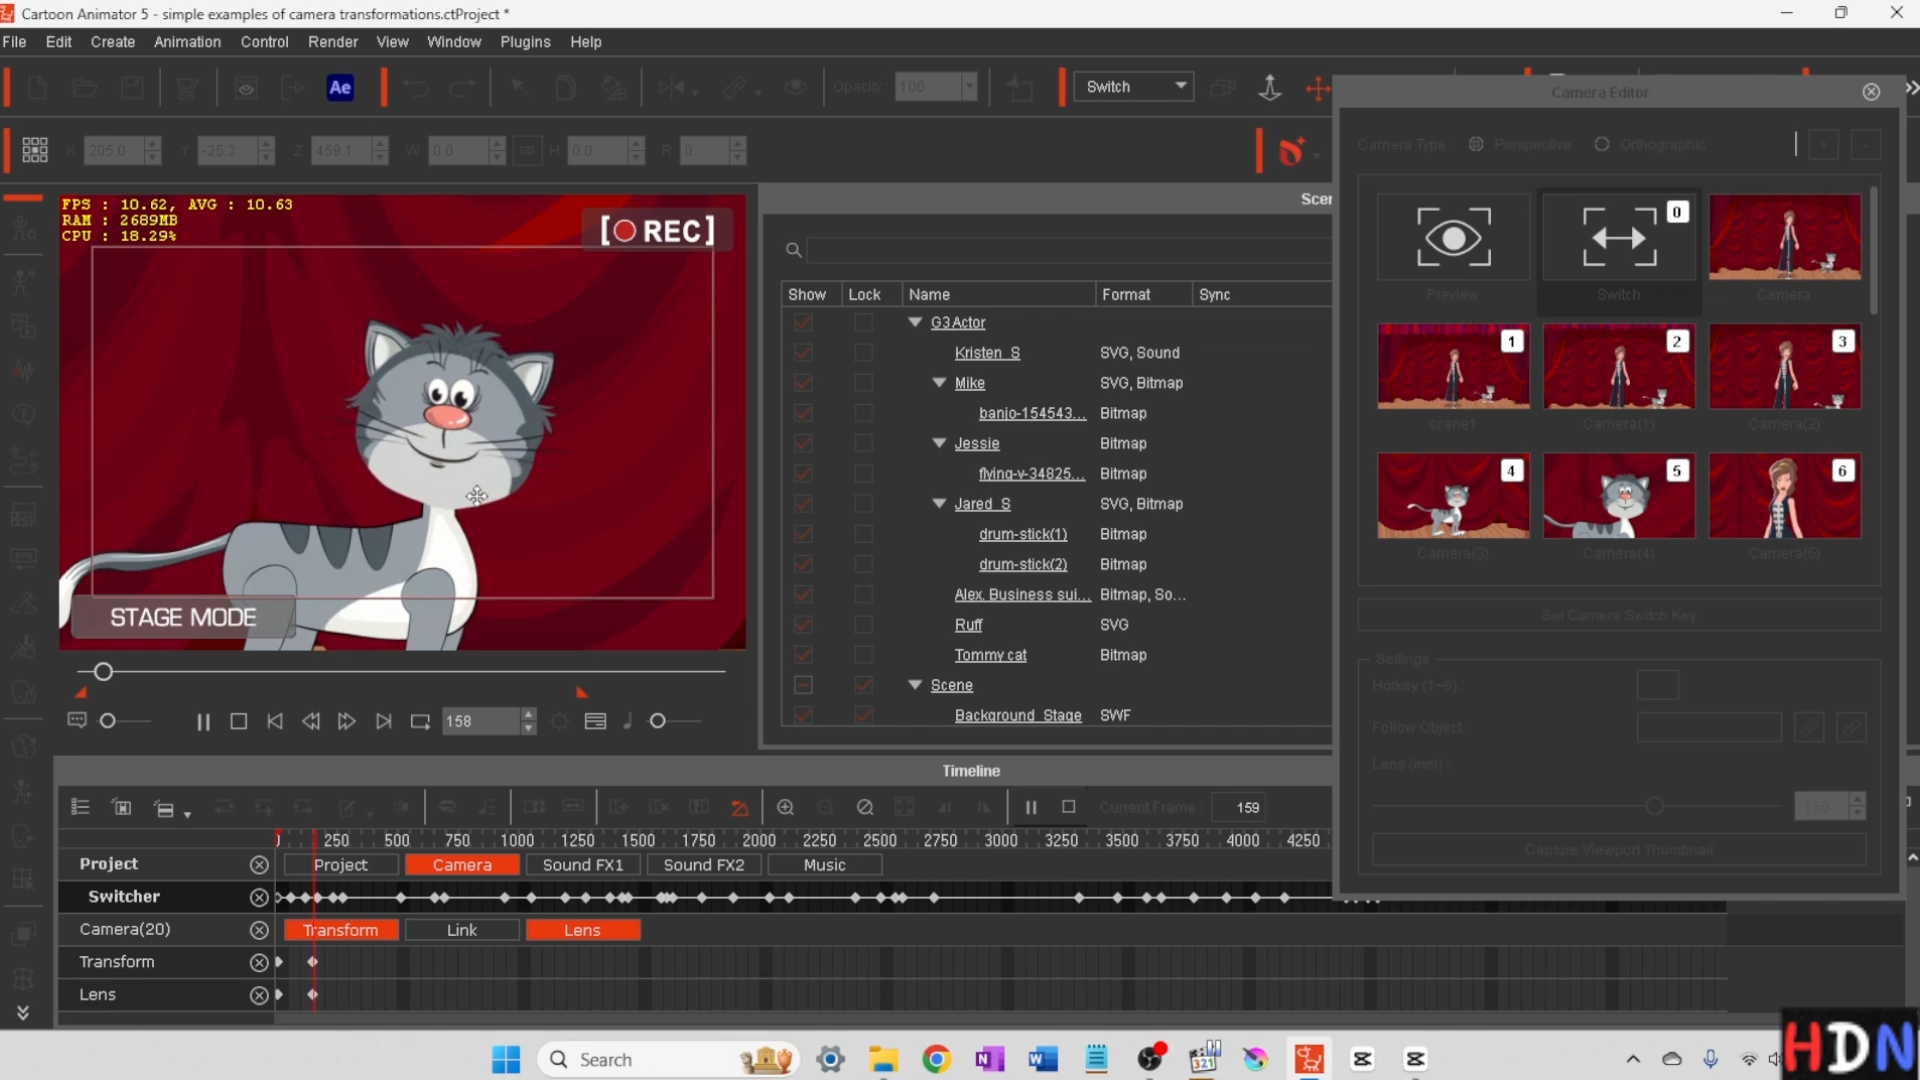 Cartoon Animator 5 - simple examples of camera transformations.ctProject *
File Edit Create Animation Control Render View Window Plugins Help
Ae Opacity: 100 Switch
X 205.0 Y -25.2 Z 459.1 W 0.0 H 0.0 R 0
FPS : 10.62, AVG : 10.63
RAM : 2689MB
CPU : 18.29%
[ REC]
STAGE MODE
158
Show Lock Name Format Sync
G3 Actor
Kristen_S SVG, Sound
Mike SVG, Bitmap
banjo-154543... Bitmap
Jessie Bitmap
flying-v-34825... Bitmap
Jared_S SVG, Bitmap
drum-stick(1) Bitmap
drum-stick(2) Bitmap
Alex. Business sui... Bitmap, So...
Ruff SVG
Tommy cat Bitmap
Scene
Background_Stage SWF
Camera Editor
Camera Type Perspective Orthographic + -
0
Preview Switch Camera
1 2 3
scene1 Camera(1) Camera(2)
4 5 6
Camera(3) Camera(4) Camera(5)
Set Camera Switch Key
Settings
Hotkey (1~9) :
Follow Object :
Lens (mm) :
Capture Viewport Thumbnail
Timeline
Current Frame : 159
250 500 750 1000 1250 1500 1750 2000 2250 2500 2750 3000 3250 3500 3750 4000 4250
Project Project Camera Sound FX1 Sound FX2 Music
Switcher
Camera(20) Transform Link Lens
Transform
Lens
Search
321
HDN